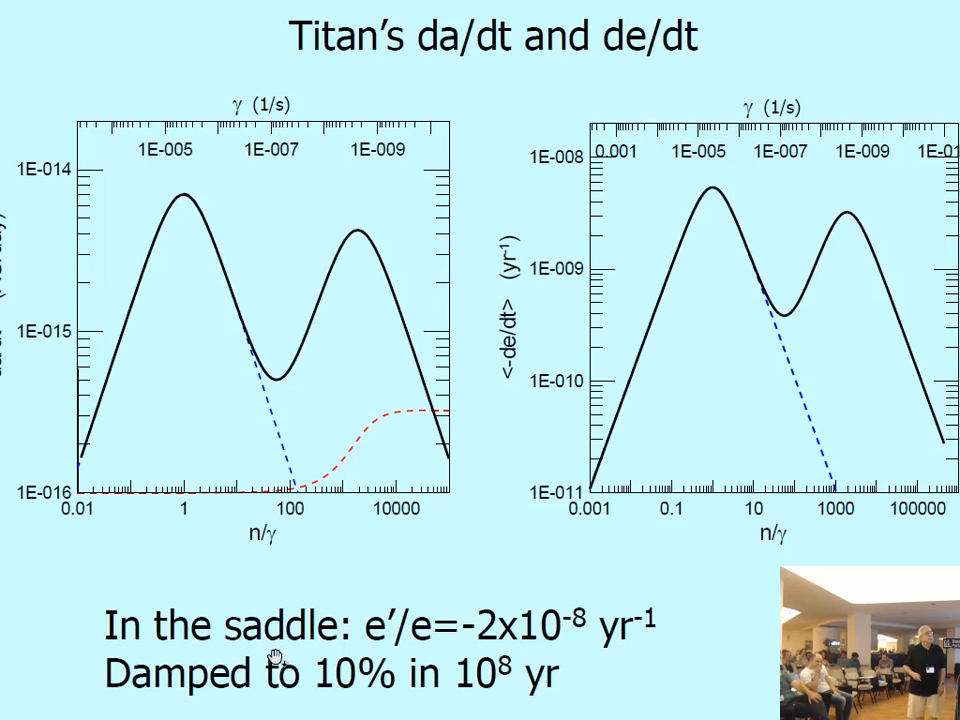 Titan's da/dt and de/dt
γ (1/s)
1E-005 1E-007 1E-009
1E-014
1E-015
1E-016
0.01 1 100 10000
n/γ
γ (1/s)
0.001 1E-005 1E-007 1E-009 1E-01
1E-008
1E-009
1E-010
1E-011
<-de/dt> (yr-1)
0.001 0.1 10 1000 100000
n/γ
In the saddle: e'/e=-2x10-8 yr-1
Damped to 10% in 108 yr